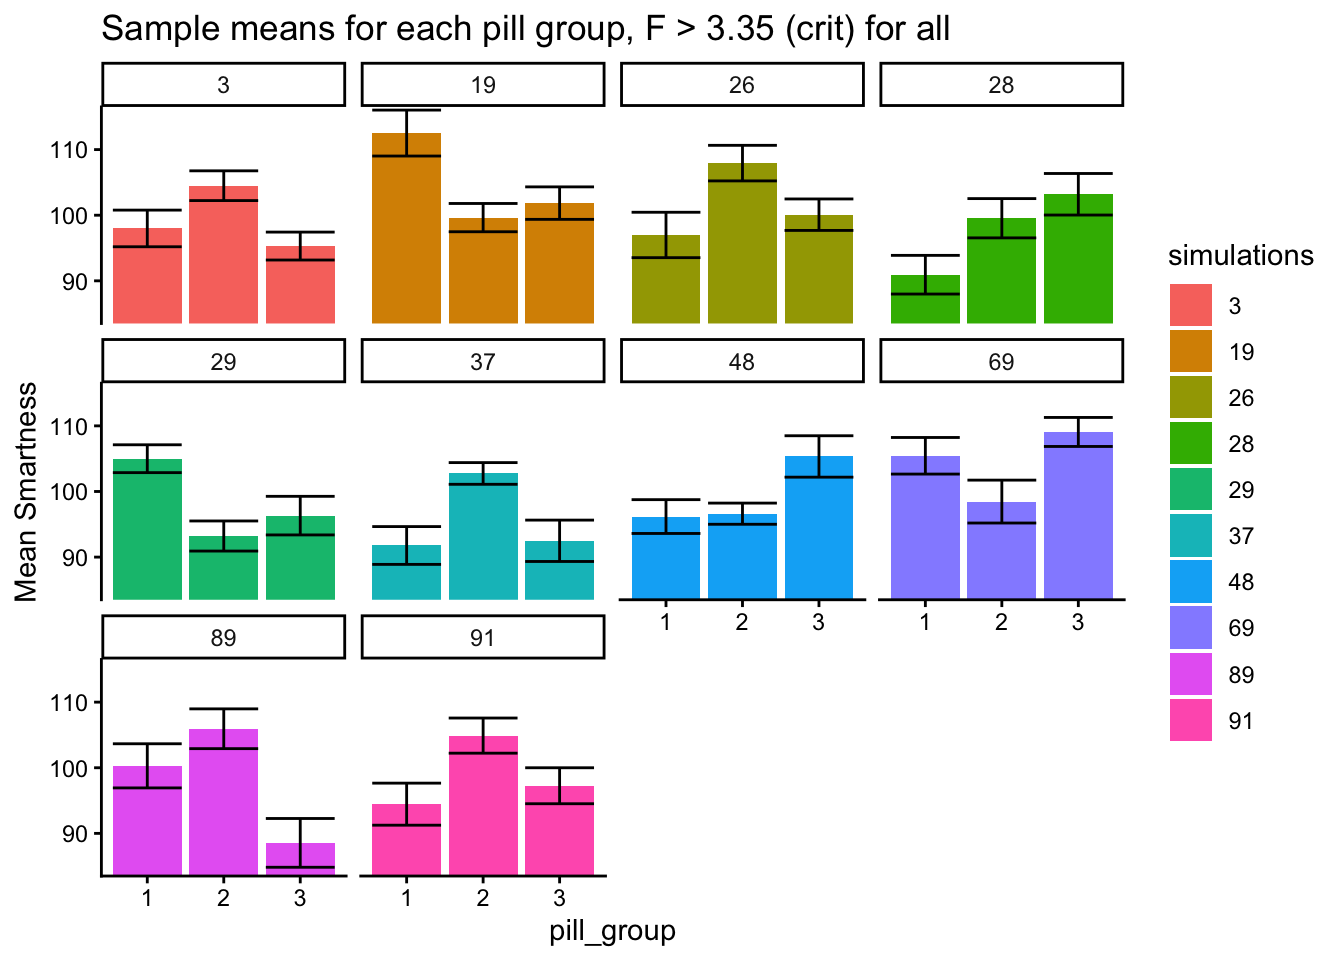 Sample means for each pill group, F > 3.35 (crit) for all
3 19 26 28
110
100
90
29 37 48 69
110
100
90
1 2 3 1 2 3
89 91
110
100
90
1 2 3 1 2 3
pill_group
Mean Smartness
simulations
3
19
26
28
29
37
48
69
89
91